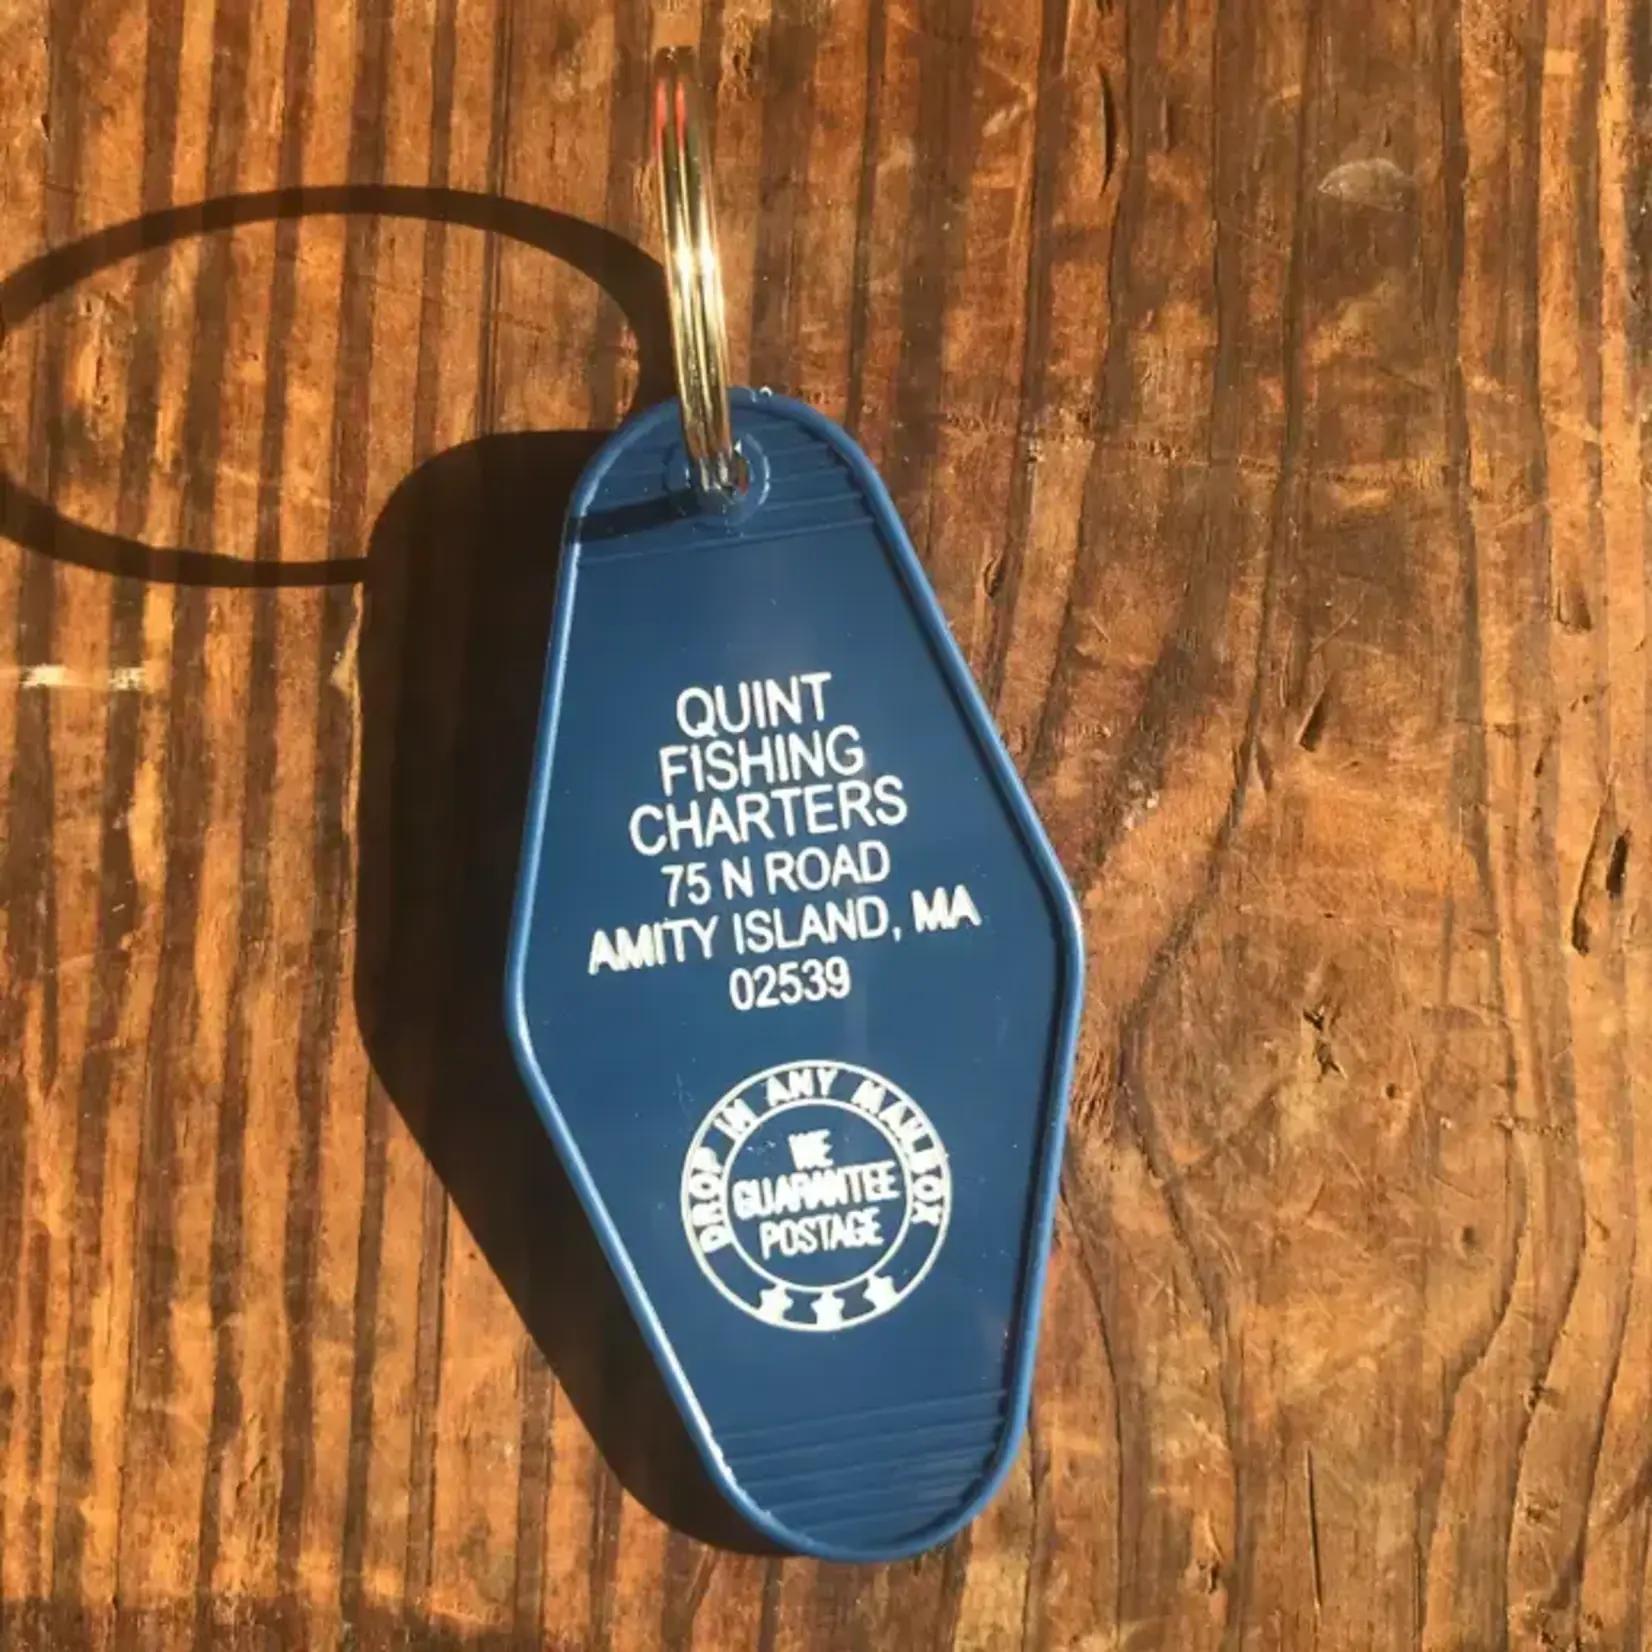 QUINT
FISHING
CHARTERS
75 N ROAD
AMITY ISLAND, MA
02539
DROP IN ANY MAILBOX
WE
GUARANTEE
POSTAGE